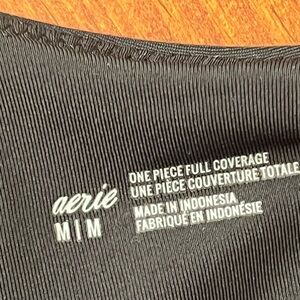 aerie
M|M
ONE PIECE FULL COVERAGE
UNE PIÈCE COUVERTURE TOTALE
MADE IN INDONESIA
FABRIQUÉ EN INDONÉSIE